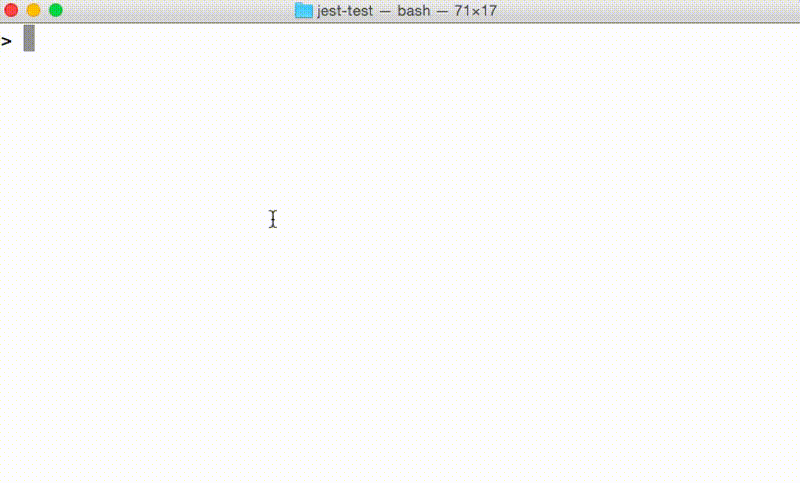 jest-test — bash — 71×17
>